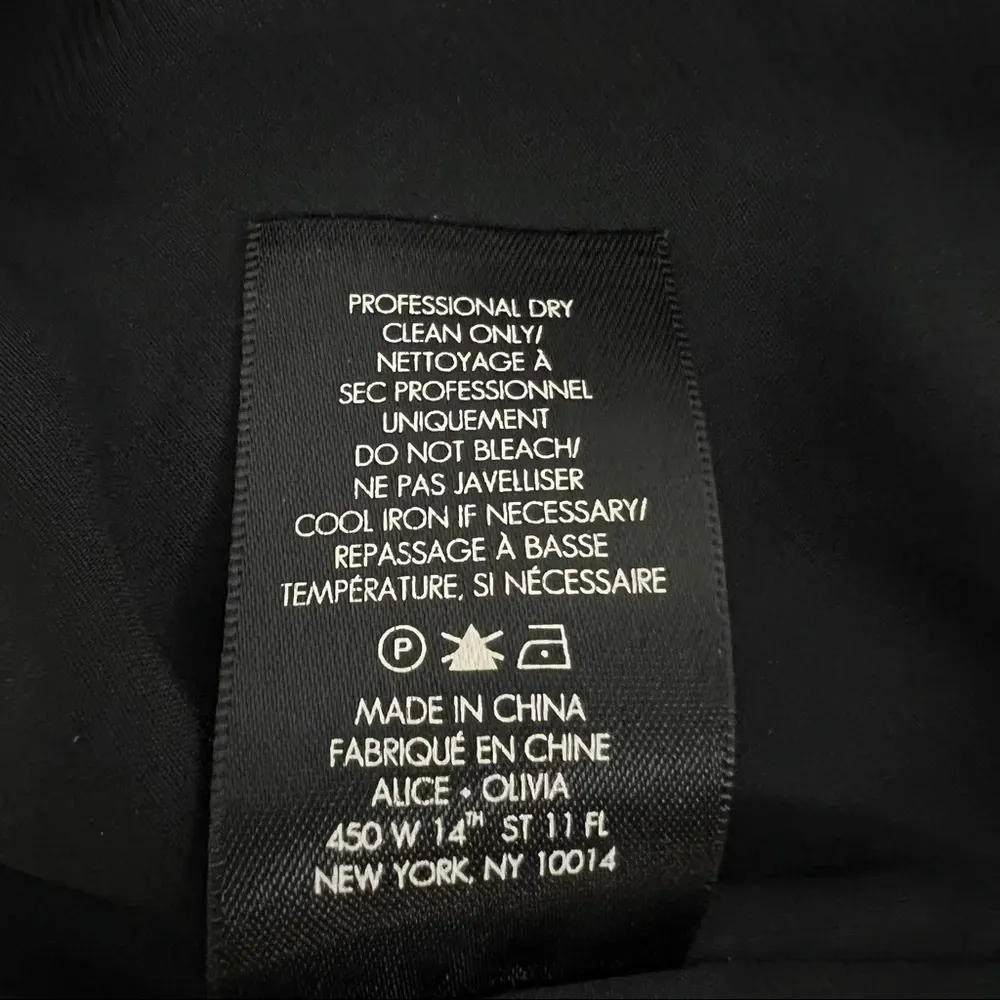 PROFESSIONAL DRY
CLEAN ONLY/
NETTOYAGE À
SEC PROFESSIONNEL
UNIQUEMENT
DO NOT BLEACH/
NE PAS JAVELLISER
COOL IRON IF NECESSARY/
REPASSAGE À BASSE
TEMPÉRATURE, SI NÉCESSAIRE
P
MADE IN CHINA
FABRIQUÉ EN CHINE
ALICE + OLIVIA
450 W 14TH ST 11 FL
NEW YORK, NY 10014